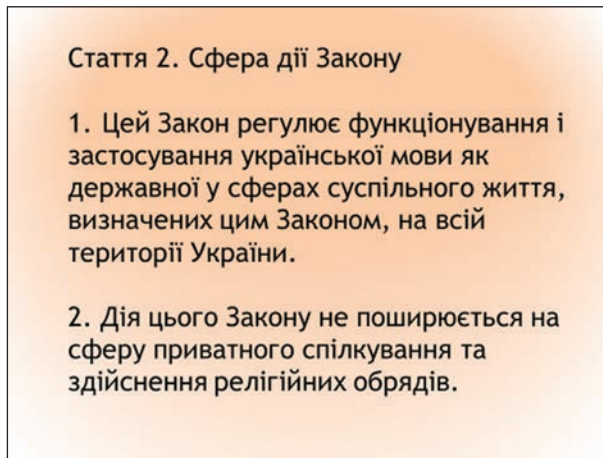 Стаття 2. Сфера дії Закону
1. Цей Закон регулює функціонування і
застосування української мови як
державної у сферах суспільного життя,
визначених цим Законом, на всій
території України.
2. Дія цього Закону не поширюється на
сферу приватного спілкування та
здійснення релігійних обрядів.